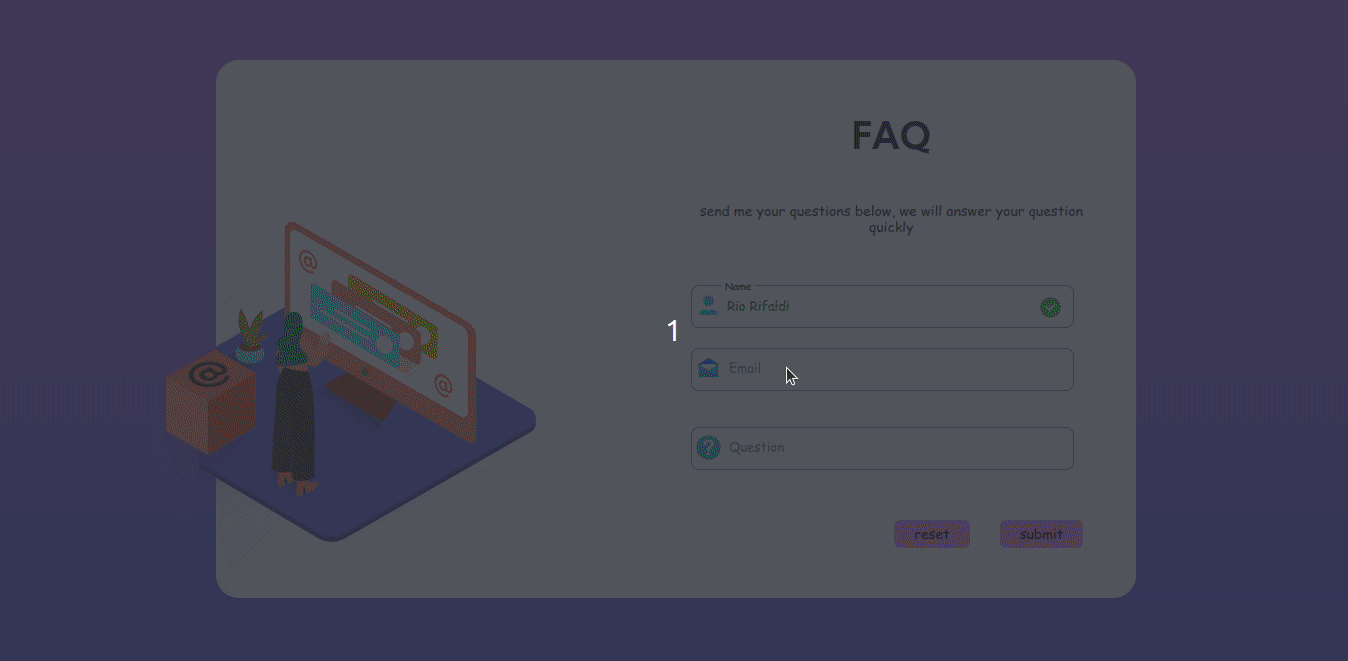 FAQ
send me your questions below, we will answer your question
quickly
Name
Rio Rifaldi
1
Email
Question
reset
submit
@
@
@